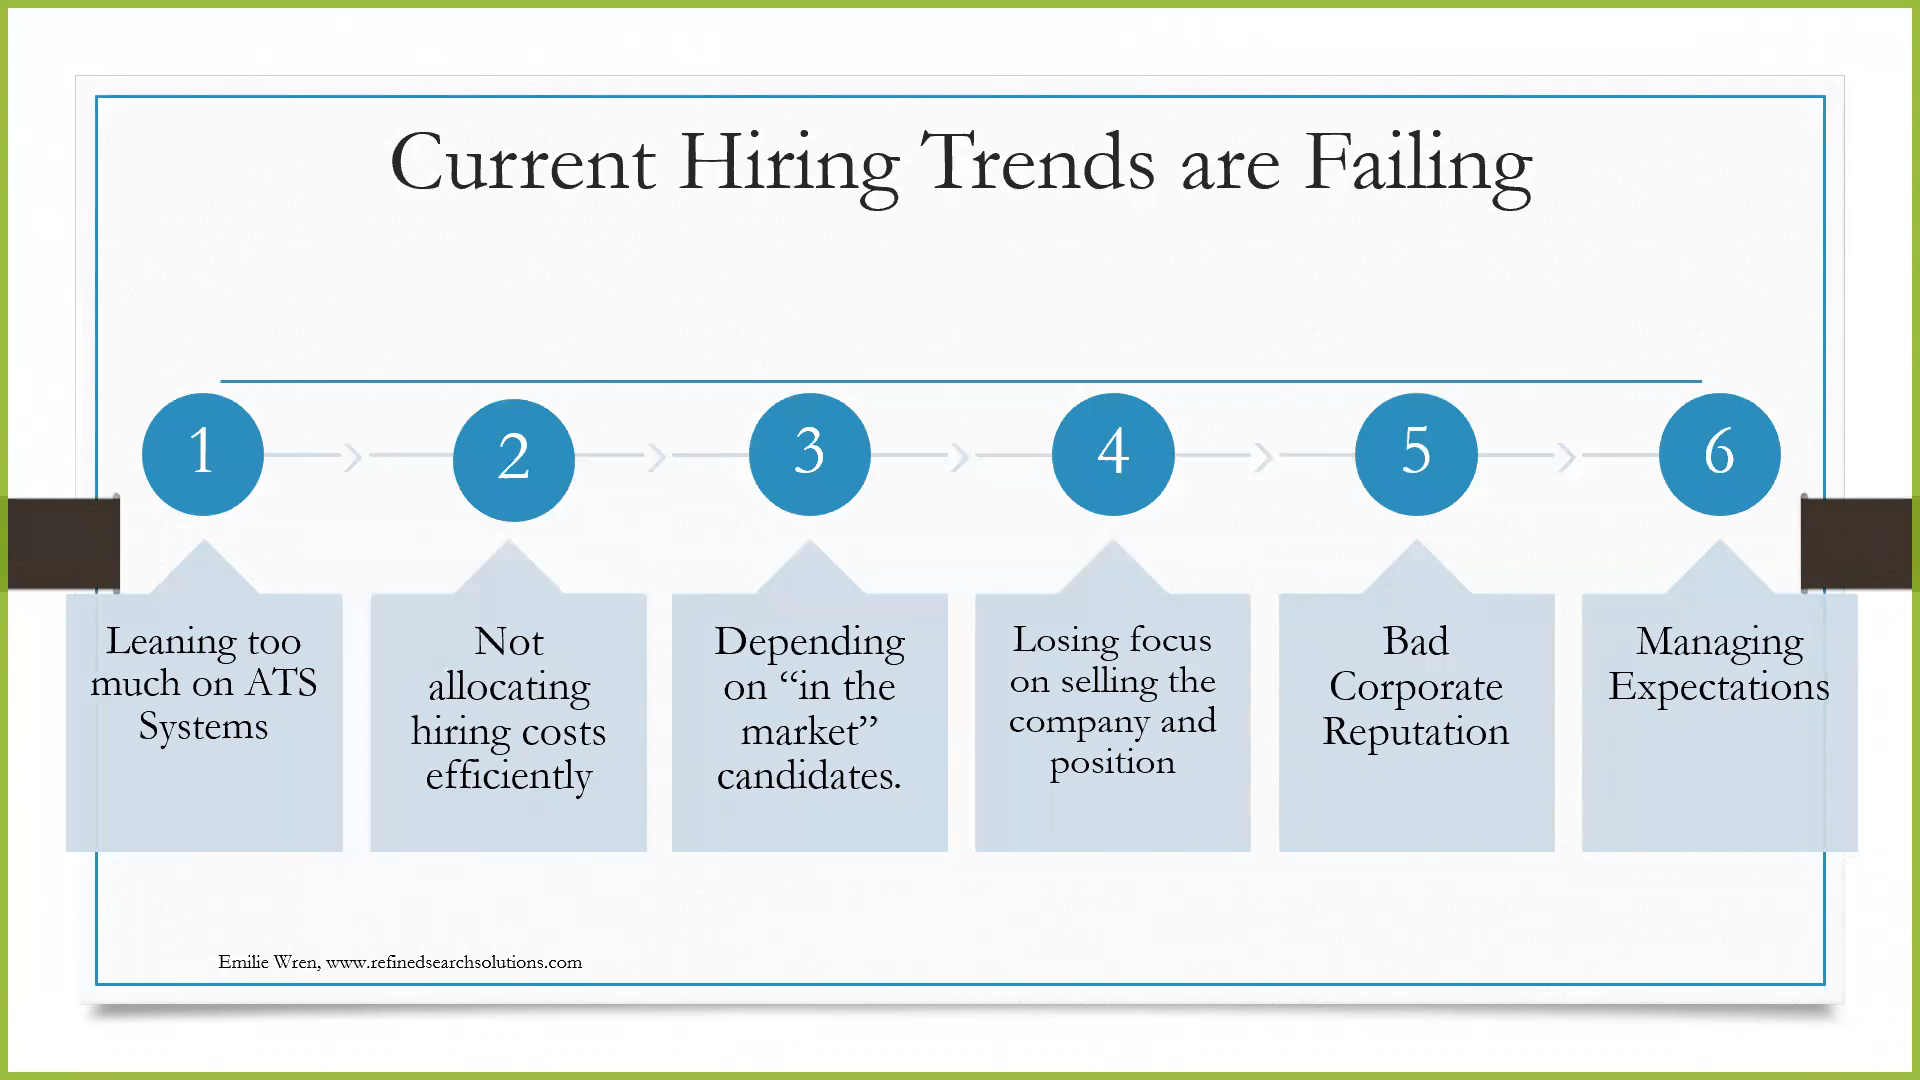 Current Hiring Trends are Failing
1
2
3
4
5
6
Leaning too
much on ATS
Systems
Not
allocating
hiring costs
efficiently
Depending
on “in the
market”
candidates.
Losing focus
on selling the
company and
position
Bad
Corporate
Reputation
Managing
Expectations
Emilie Wren, www.refinedsearchsolutions.com